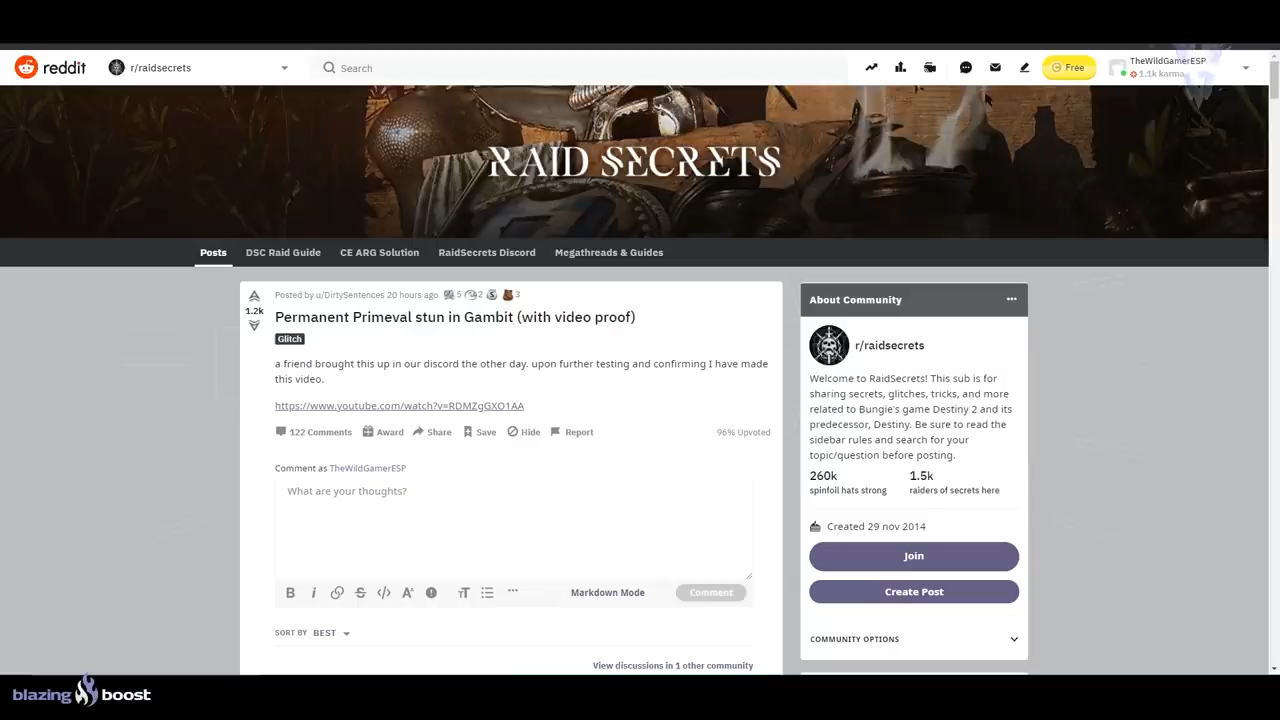 reddit
r/raidsecrets
Search
Free
TheWildGamerESP
1.1k karma
RAID SECRETS
Posts
DSC Raid Guide
CE ARG Solution
RaidSecrets Discord
Megathreads & Guides
1.2k
Posted by u/DirtySentences 20 hours ago
5
2
3
Permanent Primeval stun in Gambit (with video proof)
Glitch
a friend brought this up in our discord the other day. upon further testing and confirming I have made
this video.
https://www.youtube.com/watch?v=RDMZgGXO1AA
122 Comments
Award
Share
Save
Hide
Report
96% Upvoted
Comment as TheWildGamerESP
What are your thoughts?
Markdown Mode
Comment
SORT BY BEST
View discussions in 1 other community
About Community
r/raidsecrets
Welcome to RaidSecrets! This sub is for
sharing secrets, glitches, tricks, and more
related to Bungie's game Destiny 2 and its
predecessor, Destiny. Be sure to read the
sidebar rules and search for your
topic/question before posting.
260k
1.5k
spinfoil hats strong
raiders of secrets here
Created 29 nov 2014
Join
Create Post
COMMUNITY OPTIONS
blazing boost